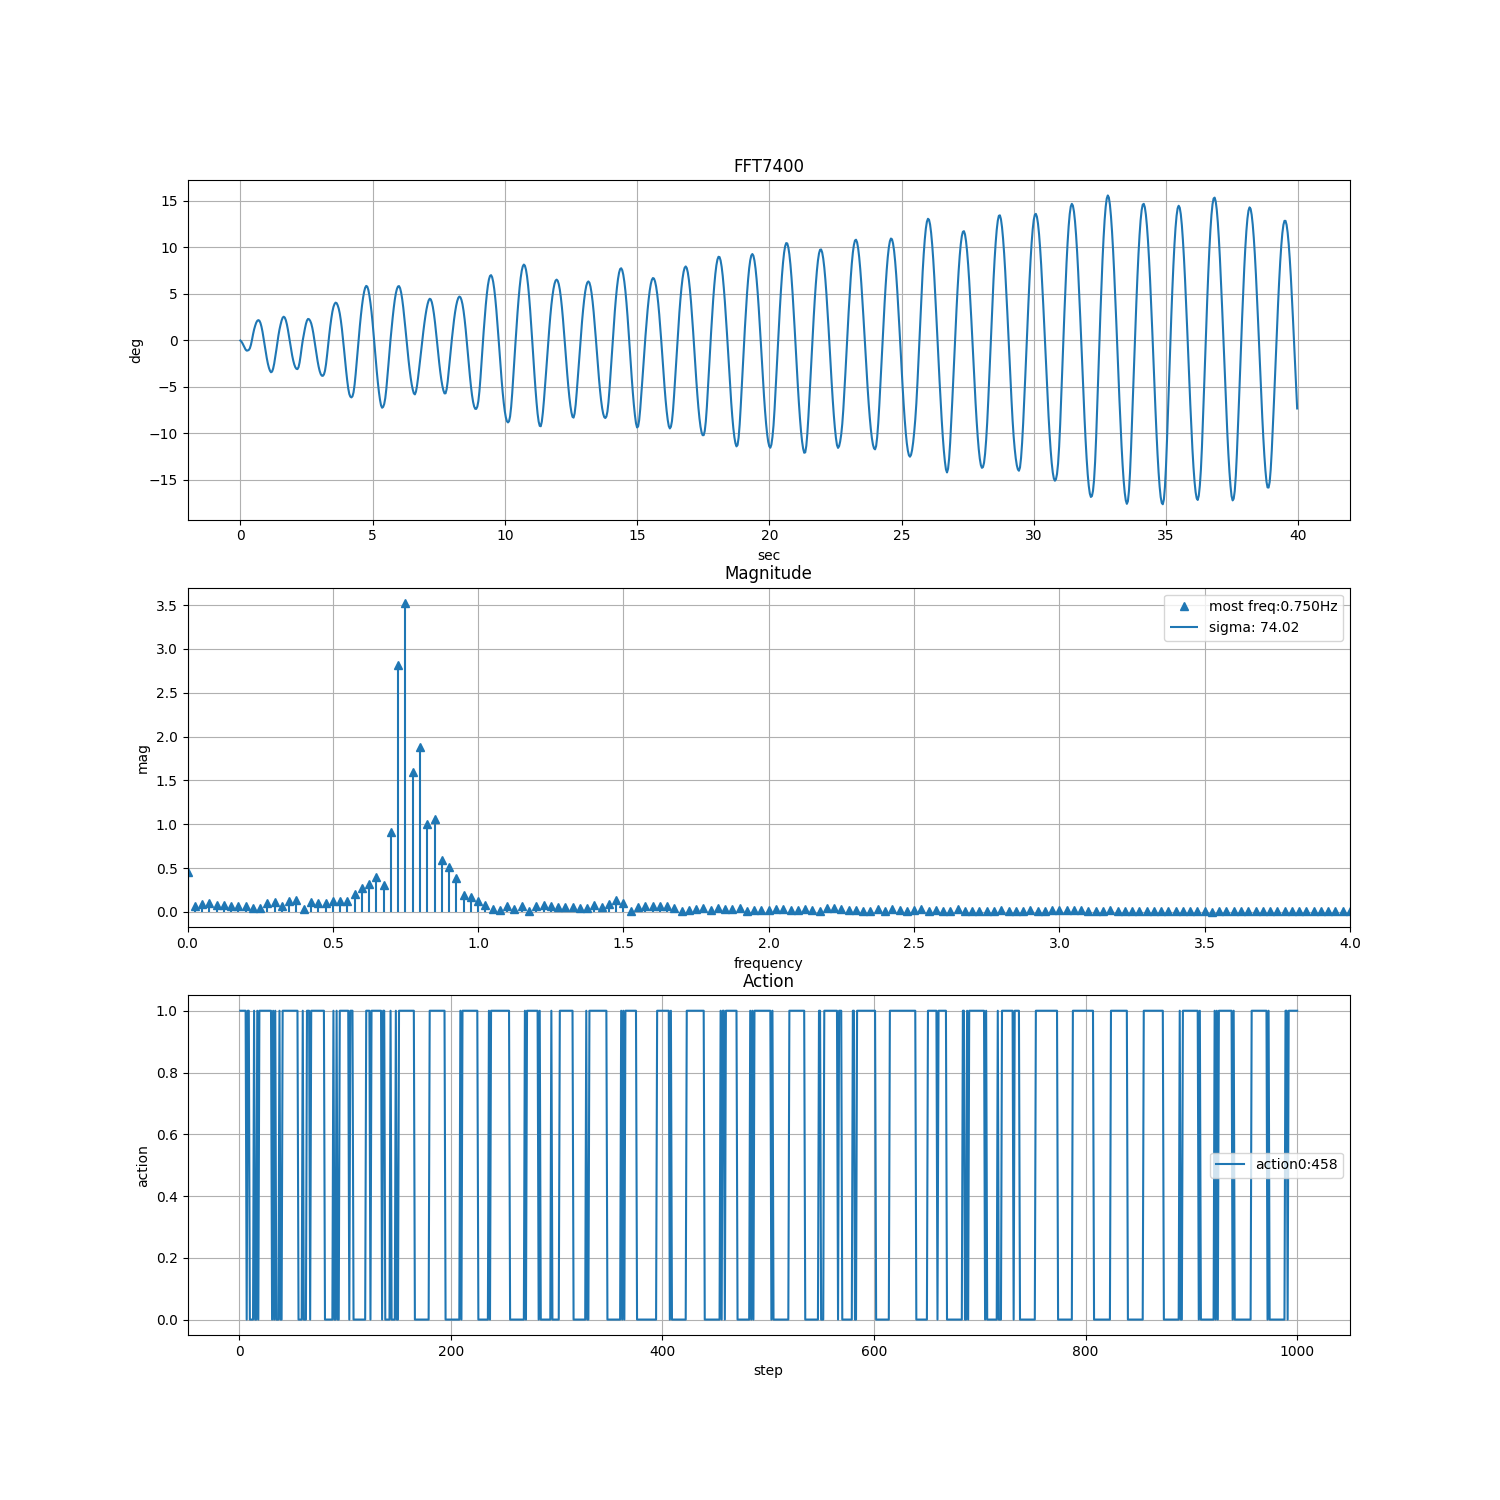 FFT7400
15
10
5
0
−5
−10
−15
deg
0 5 10 15 20 25 30 35 40
sec
Magnitude
3.5
3.0
2.5
2.0
1.5
1.0
0.5
0.0
mag
most freq:0.750Hz
sigma: 74.02
0.0 0.5 1.0 1.5 2.0 2.5 3.0 3.5 4.0
frequency
Action
1.0
0.8
0.6
0.4
0.2
0.0
action
action0:458
0 200 400 600 800 1000
step